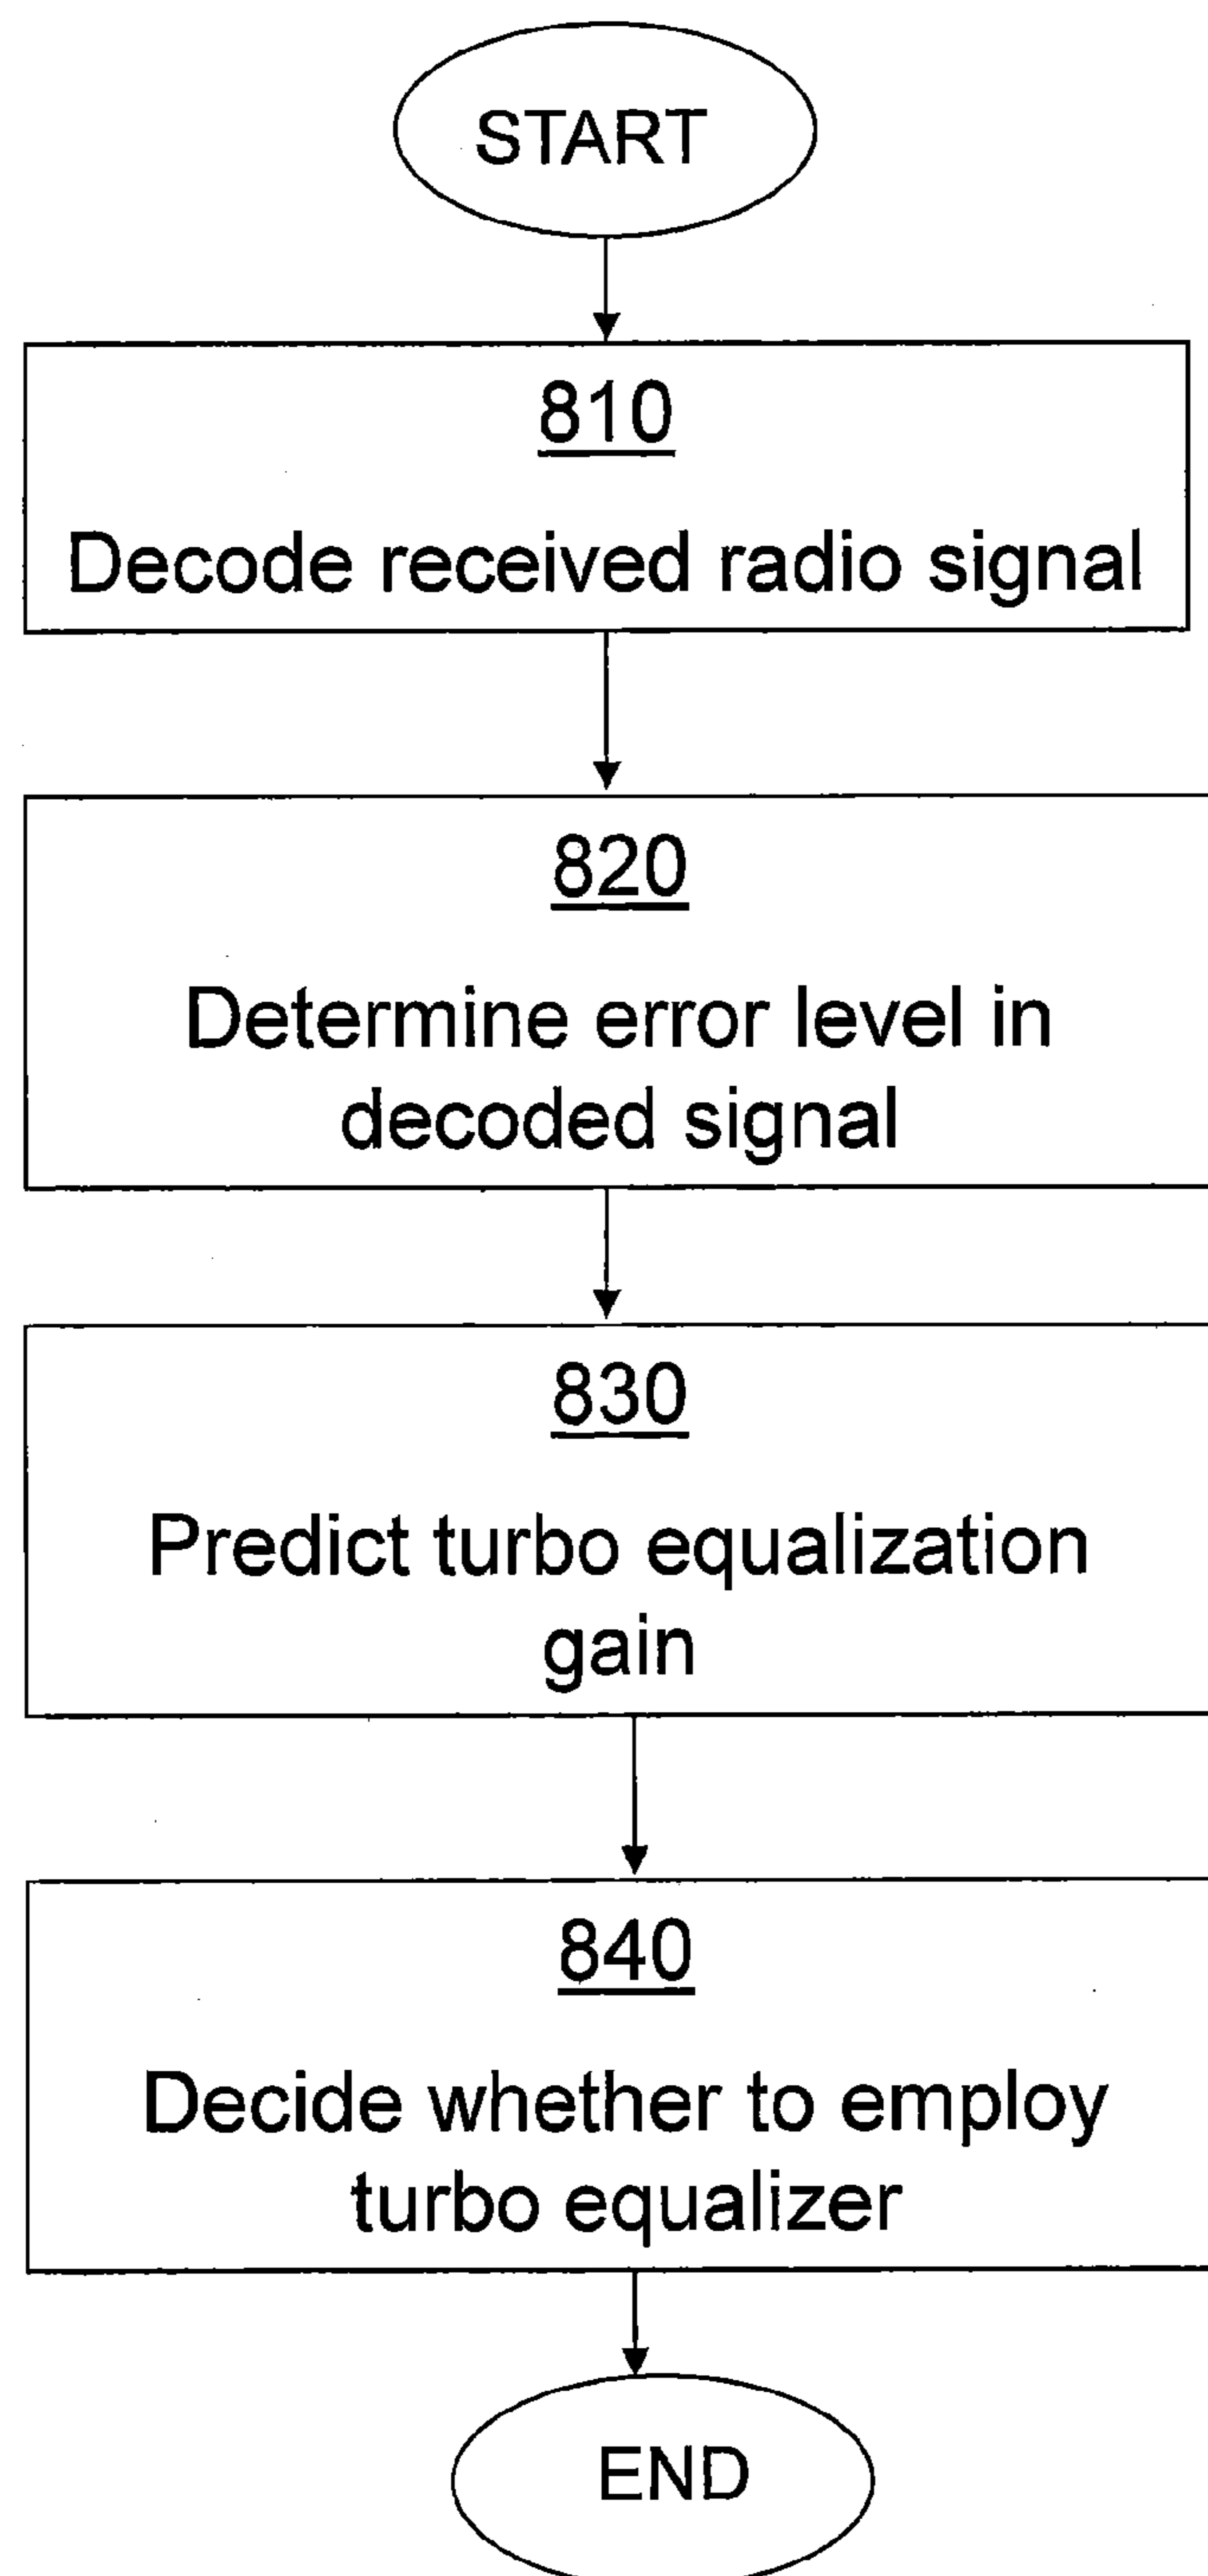 START
810
Decode received radio signal
820
Determine error level in
decoded signal
830
Predict turbo equalization
gain
840
Decide whether to employ
turbo equalizer
END